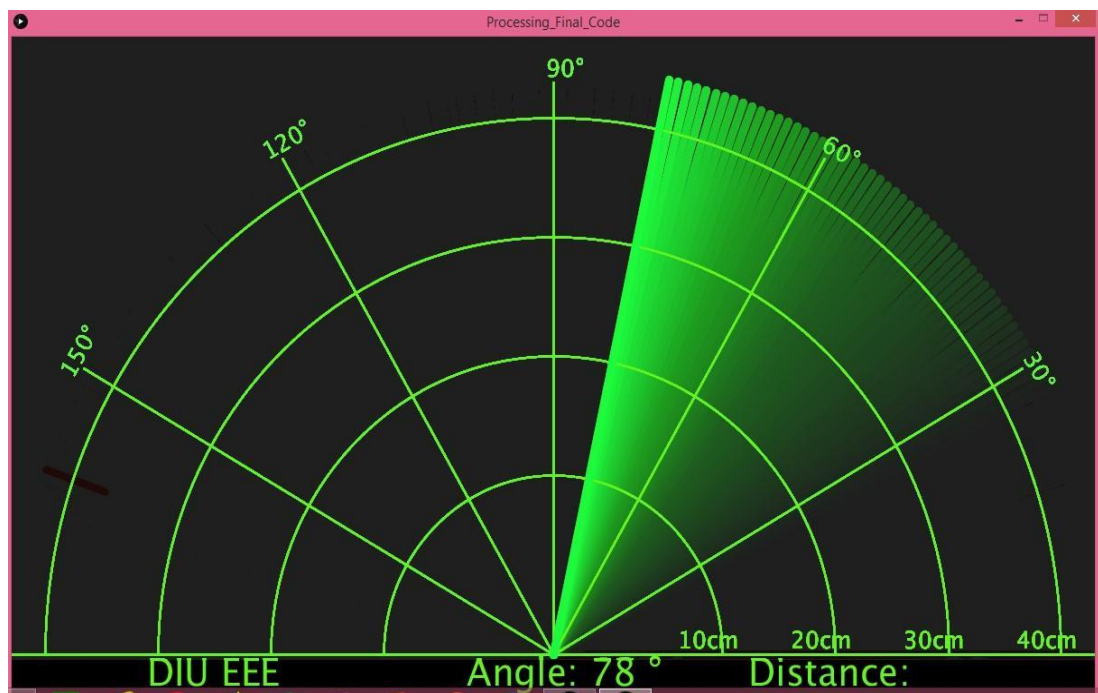 Processing_Final_Code
90°
120°
60°
150°
30°
10cm 20cm 30cm 40cm
DIU EEE Angle: 78 ° Distance: